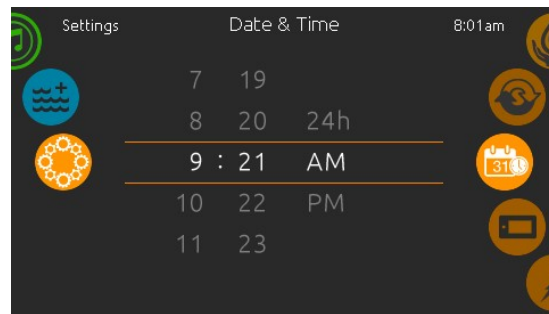 Settings Date & Time 8:01am
7 19
8 20 24h
9 : 21 AM
10 22 PM
11 23
31